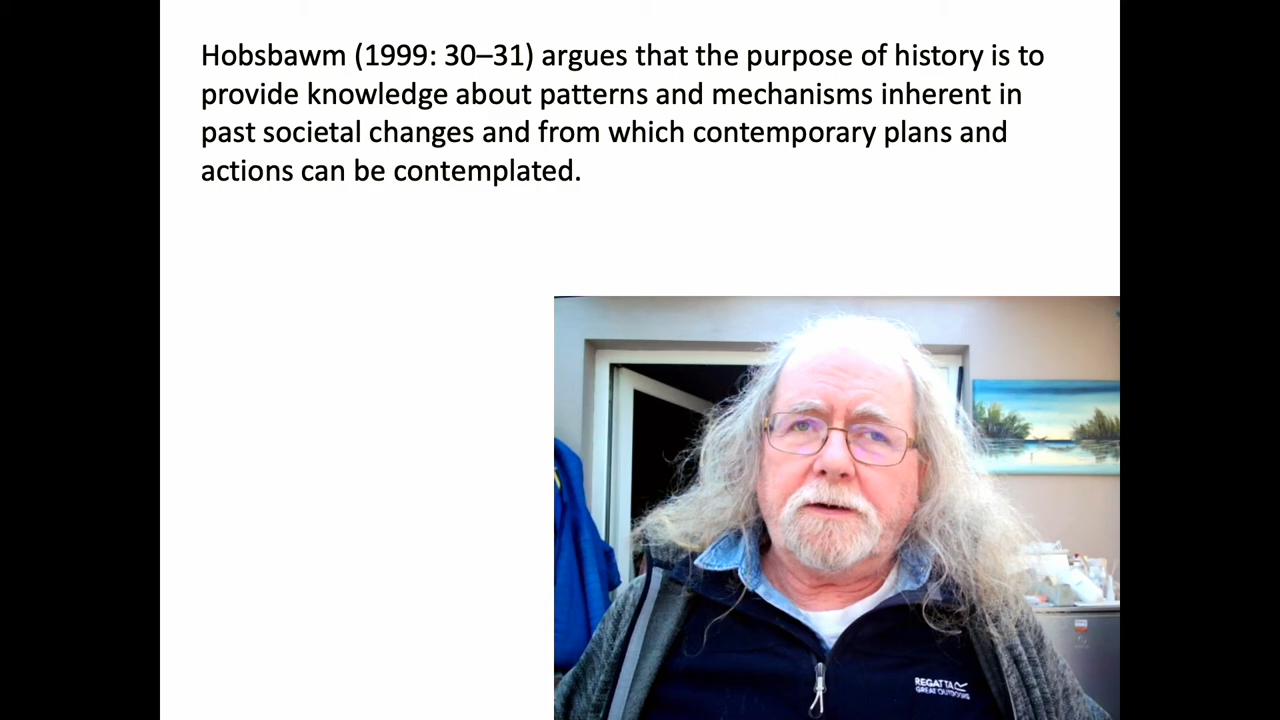 Hobsbawm (1999: 30–31) argues that the purpose of history is to
provide knowledge about patterns and mechanisms inherent in
past societal changes and from which contemporary plans and
actions can be contemplated.
REGATTA
GREAT OUTDOORS